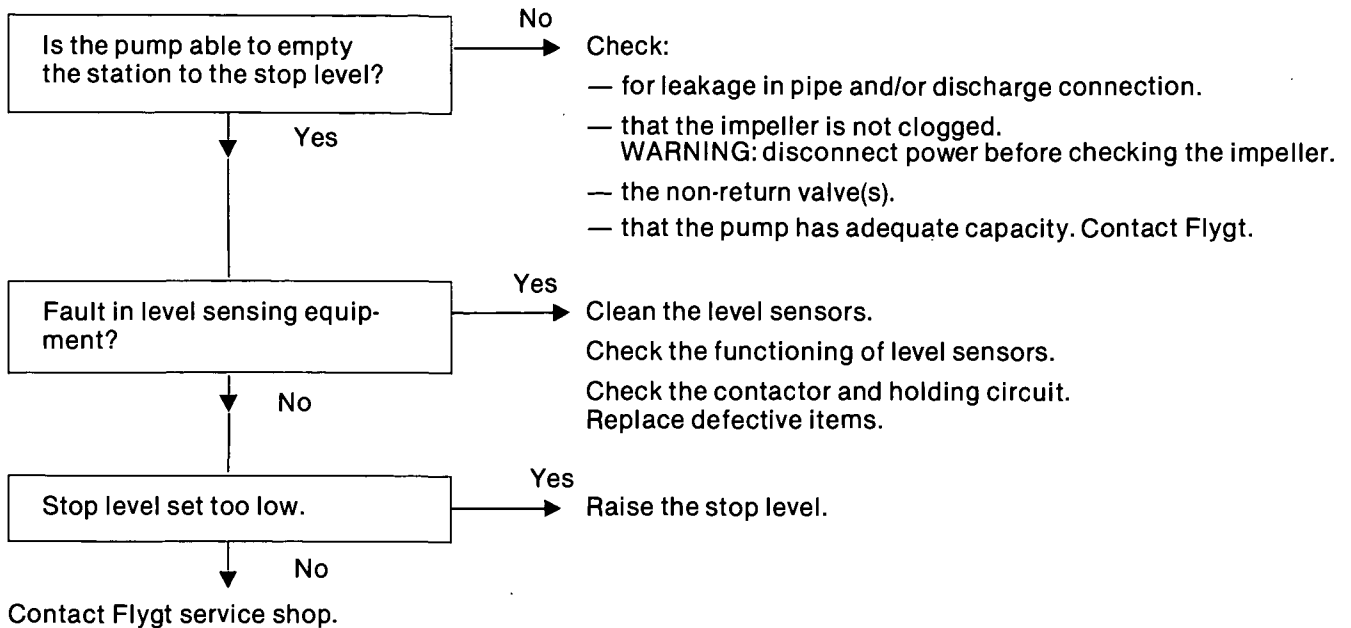 No
Is the pump able to empty
the station to the stop level?
Check:
— for leakage in pipe and/or discharge connection.
— that the impeller is not clogged.
WARNING: disconnect power before checking the impeller.
— the non-return valve(s).
— that the pump has adequate capacity. Contact Flygt.
Yes
Yes
Fault in level sensing equip-
ment?
Clean the level sensors.
Check the functioning of level sensors.
Check the contactor and holding circuit.
Replace defective items.
No
Yes
Stop level set too low.
Raise the stop level.
No
Contact Flygt service shop.